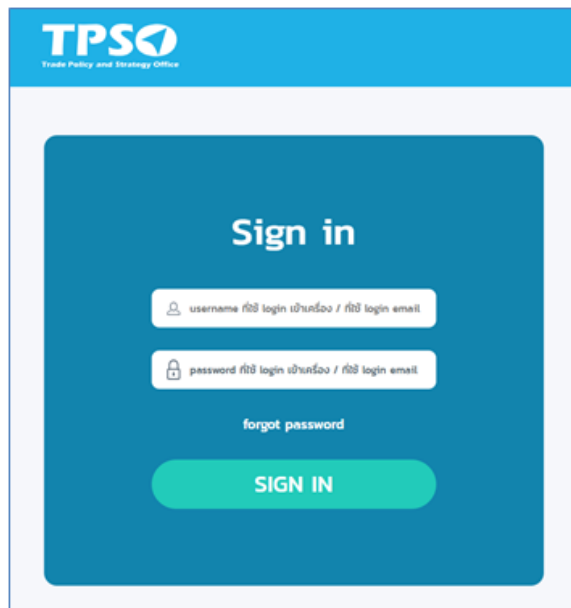 TPSO
Trade Policy and Strategy Office
Sign in
username ที่ใช้ login เข้าเครื่อง / ที่ใช้ login email
password ที่ใช้ login เข้าเครื่อง / ที่ใช้ login email
forgot password
SIGN IN